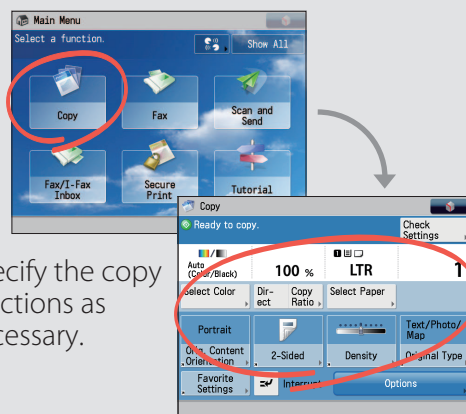 Main Menu
Select a function.
Show All
Copy
Fax
Scan and
Send
Fax/I-Fax
Inbox
Secure
Print
Tutorial
Copy
Ready to copy.
Check
Settings
Auto
(Color/Black)
100 %
LTR
1
Select Color
Dir-
ect
Copy
Ratio
Select Paper
Portrait
Orig. Content
Orientation
2-Sided
Density
Text/Photo/
Map
Original Type
Favorite
Settings
Interrupt
Options
ecify the copy
ctions as
cessary.